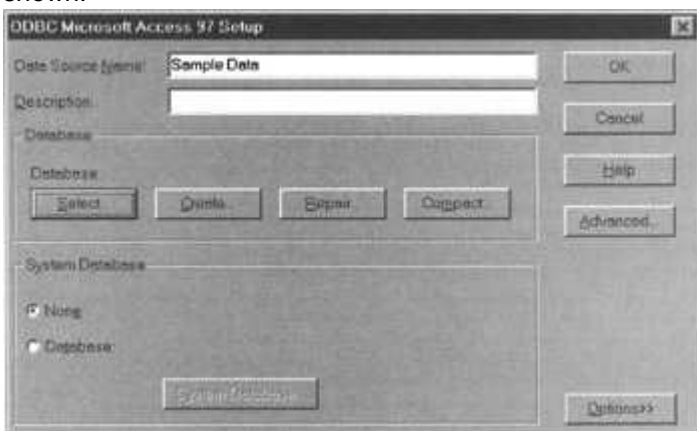 shown.
ODBC Microsoft Access 97 Setup
Data Source Name:
Sample Data
OK
Description:
Cancel
Database
Database
Help
Select...
Create...
Repair...
Compact...
Advanced...
System Database
None
Database:
System Database...
Options>>